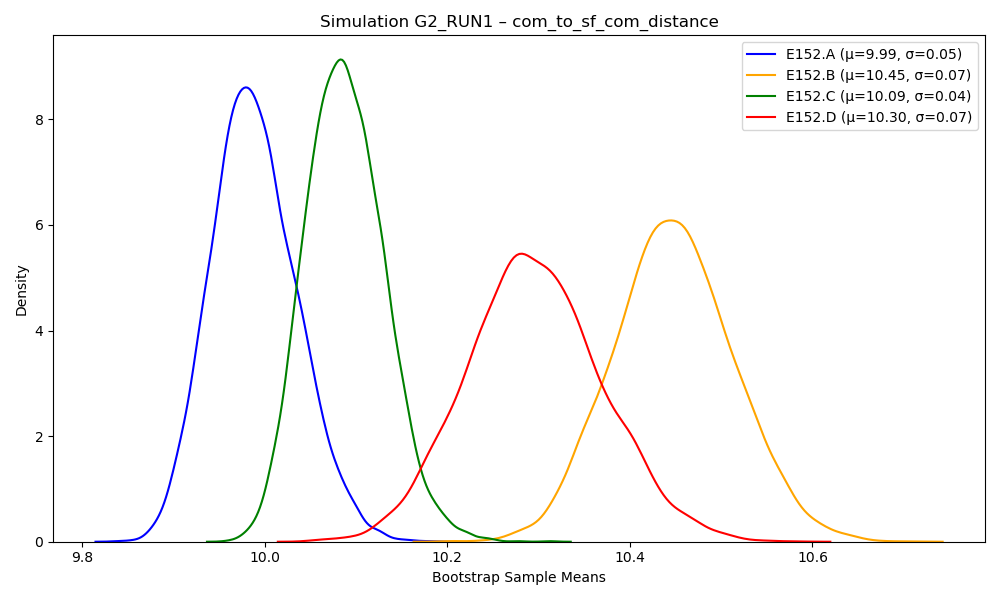 Simulation G2_RUN1 – com_to_sf_com_distance
E152.A (μ=9.99, σ=0.05)
E152.B (μ=10.45, σ=0.07)
E152.C (μ=10.09, σ=0.04)
E152.D (μ=10.30, σ=0.07)
Density
8
6
4
2
0
9.8 10.0 10.2 10.4 10.6
Bootstrap Sample Means